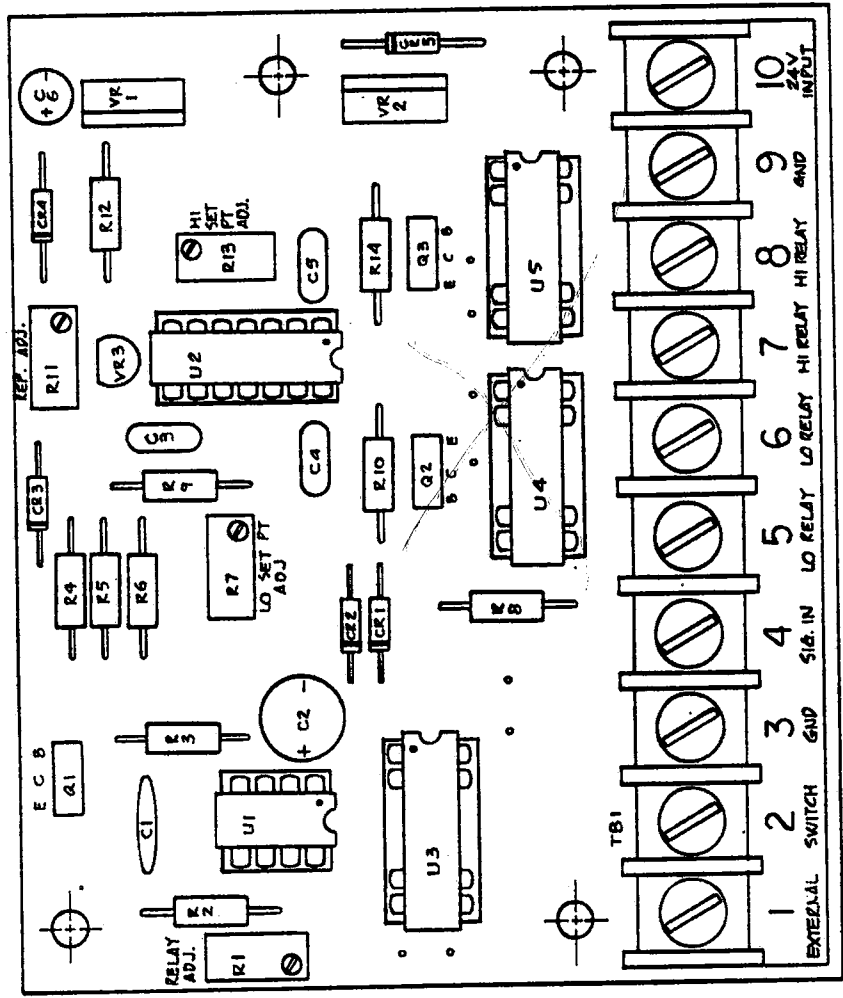 C
+ 6
VR
1
CR5
VR
2
CR4
R12
HI
SET
PT
ADJ.
R13
C5
R14
Q3
E C B
U5
REP. ADJ.
R11
VR3
U2
C3
C4
R10
Q2
B C E
U4
CR3
R9
R4
R5
R6
R7
LO SET PT
ADJ
CR2
CR1
R8
E C B
Q1
R3
+ C2 -
C1
U1
U3
R2
RELAY
ADJ.
R1
TB1
10
24V
INPUT
9
GND
8
HI RELAY
7
HI RELAY
6
LO RELAY
5
LO RELAY
4
SIG. IN
3
GND
2
SWITCH
1
EXTERNAL